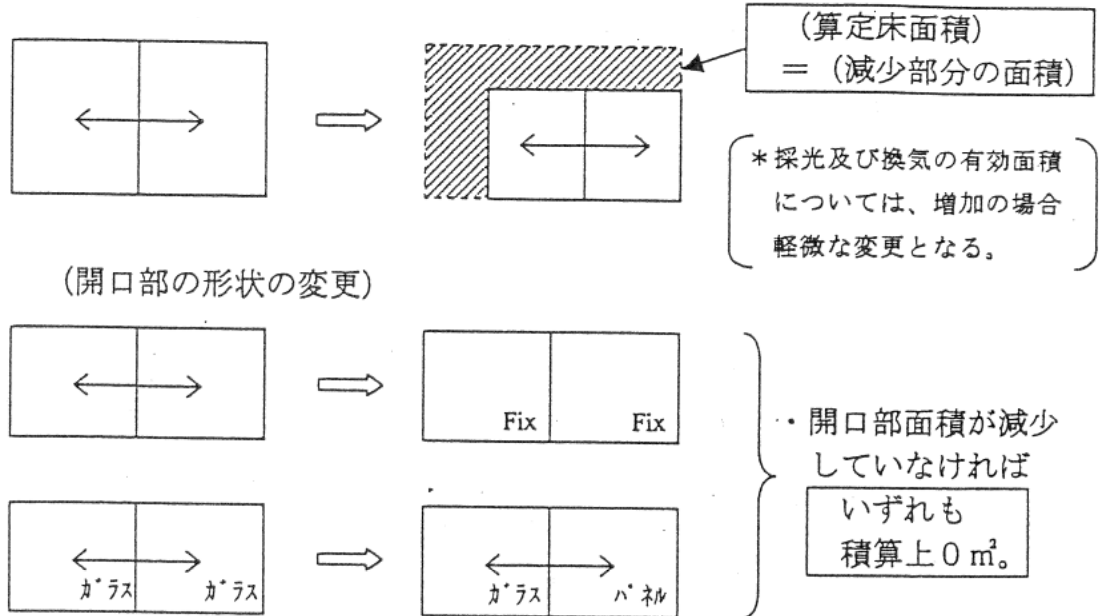 (算定床面積)
= (減少部分の面積)
*採光及び換気の有効面積
については、増加の場合
軽微な変更となる。
(開口部の形状の変更)
Fix Fix
・開口部面積が減少
していなければ
いずれも
積算上0㎡。
ガラス ガラス ガラス パネル